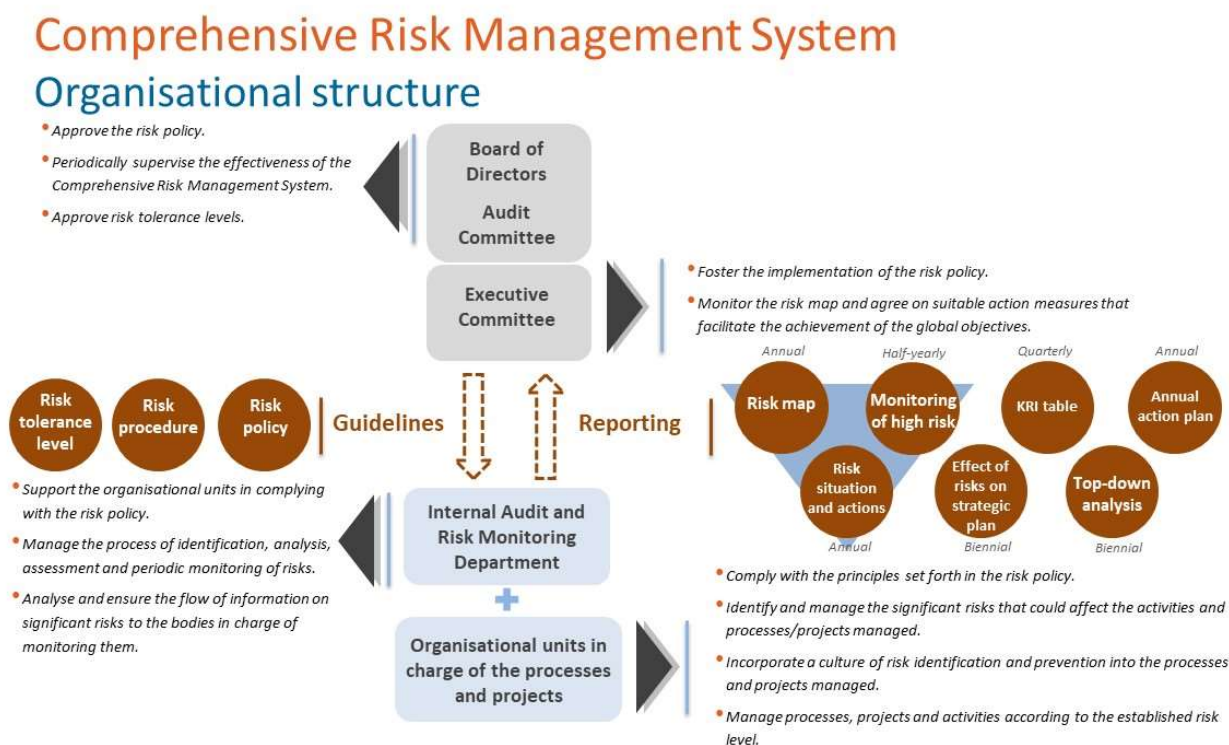 Comprehensive Risk Management System
Organisational structure
• Approve the risk policy.
• Periodically supervise the effectiveness of the
Comprehensive Risk Management System.
• Approve risk tolerance levels.
Board of
Directors
Audit
Committee
Executive
Committee
• Foster the implementation of the risk policy.
• Monitor the risk map and agree on suitable action measures that
facilitate the achievement of the global objectives.
Risk
tolerance
level
Risk
procedure
Risk
policy
Guidelines
Reporting
Annual
Risk map
Half-yearly
Monitoring
of high risk
Quarterly
KRI table
Annual
Annual
action plan
Risk
situation
and actions
Annual
Effect of
risks on
strategic
plan
Biennial
Top-down
analysis
Biennial
• Support the organisational units in complying
with the risk policy.
• Manage the process of identification, analysis,
assessment and periodic monitoring of risks.
• Analyse and ensure the flow of information on
significant risks to the bodies in charge of
monitoring them.
Internal Audit and
Risk Monitoring
Department
Organisational units in
charge of the processes
and projects
• Comply with the principles set forth in the risk policy.
• Identify and manage the significant risks that could affect the activities and
processes/projects managed.
• Incorporate a culture of risk identification and prevention into the processes
and projects managed.
• Manage processes, projects and activities according to the established risk
level.